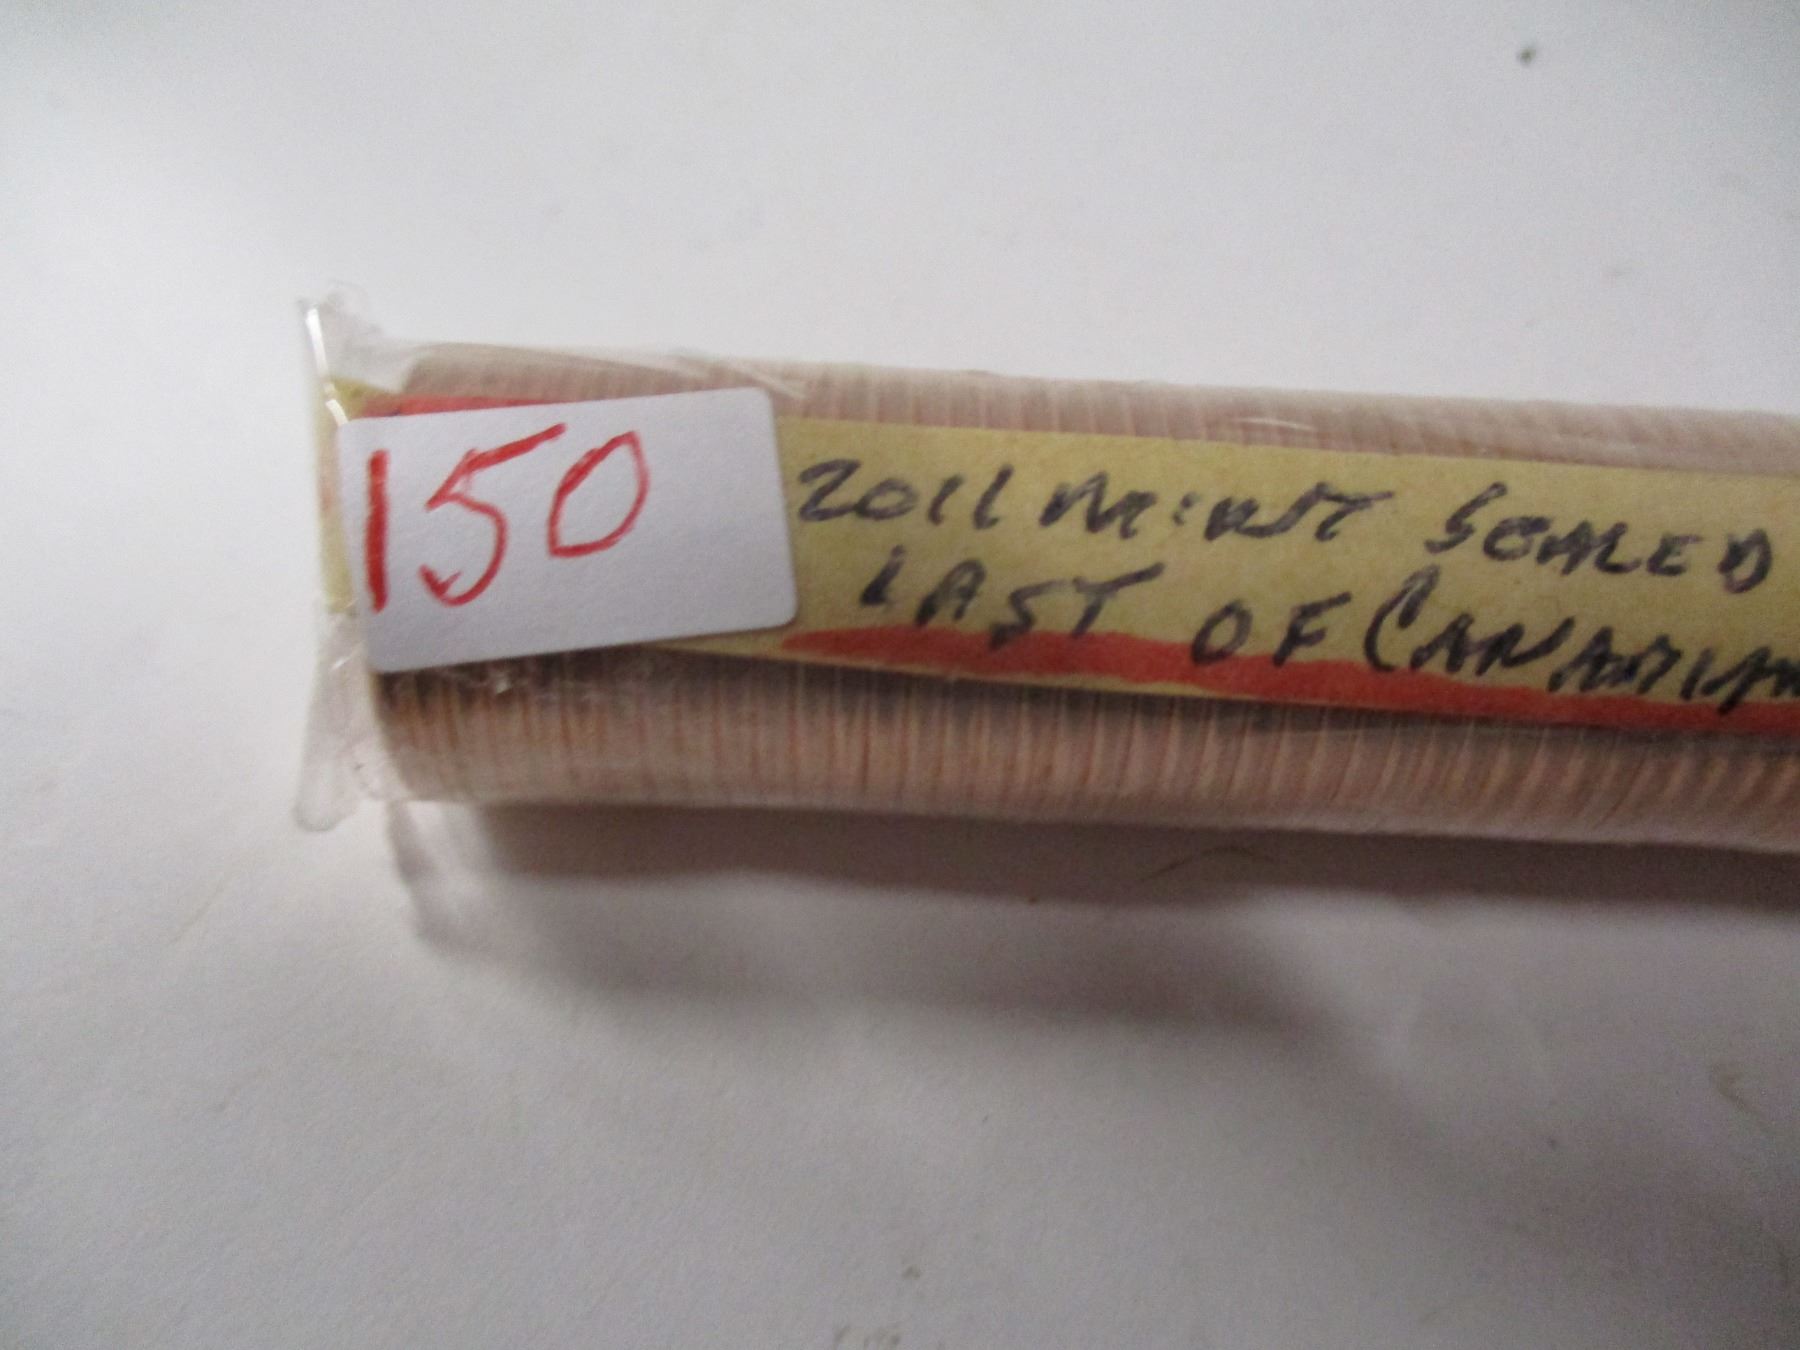 150
2011 MINT SEALED
LAST OF CANADIAN